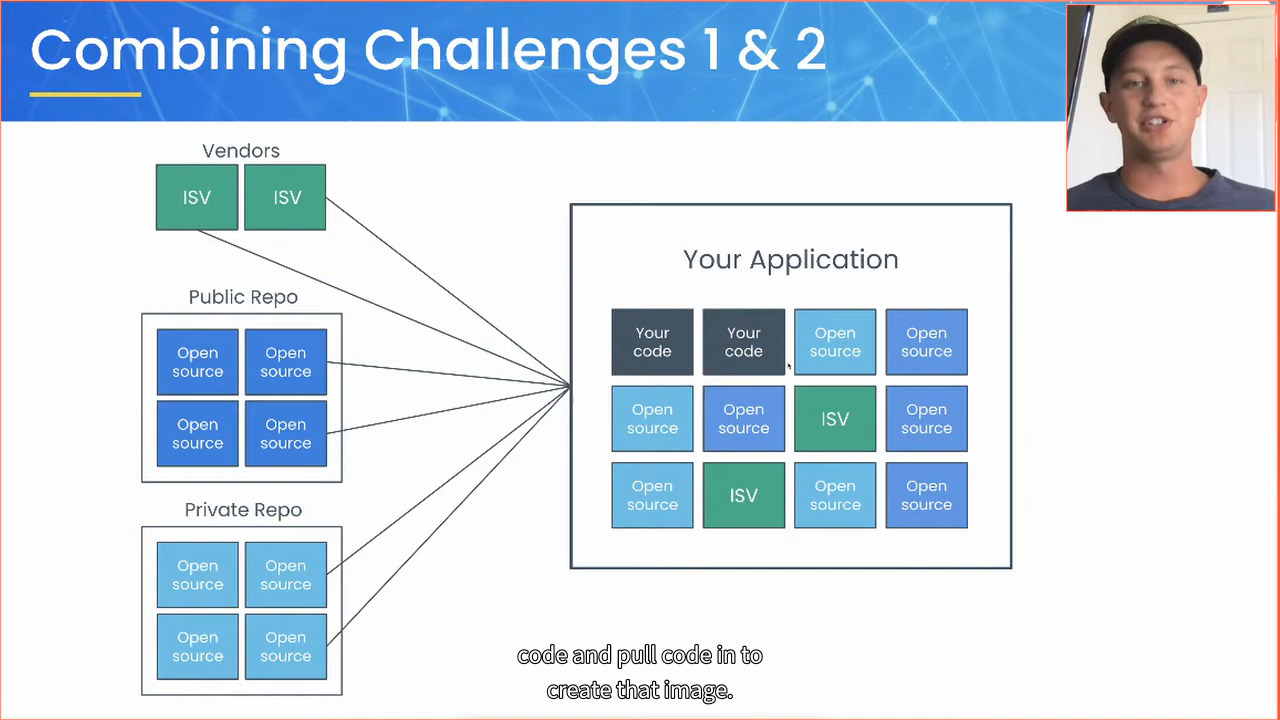 Combining Challenges 1 & 2
Vendors
ISV
ISV
Public Repo
Open
source
Open
source
Open
source
Open
source
Private Repo
Open
source
Open
source
Open
source
Open
source
Your Application
Your
code
Your
code
Open
source
Open
source
Open
source
Open
source
ISV
Open
source
Open
source
ISV
Open
source
Open
source
code and pull code in to
create that image.